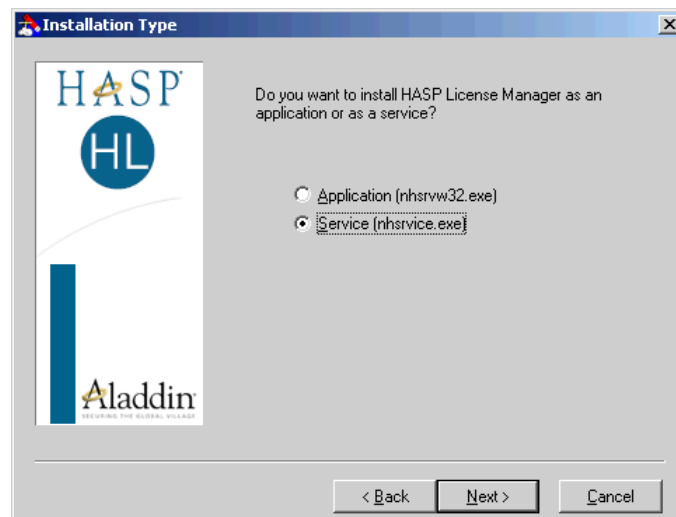 Installation Type
HASP
HL
Aladdin
SECURING THE GLOBAL VILLAGE
Do you want to install HASP License Manager as an
application or as a service?
Application (nhsrvw32.exe)
Service (nhsrvice.exe)
< Back
Next >
Cancel